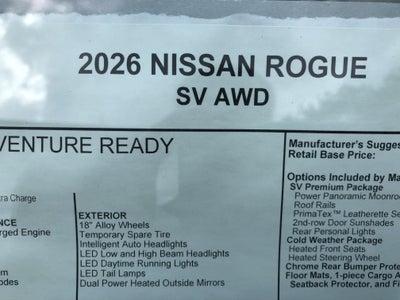 2026 NISSAN ROGUE
SV AWD
VENTURE READY
Manufacturer's Sugges
Retail Base Price:
Options Included by Ma
SV Premium Package
Power Panoramic Moonroo
Roof Rails
PrimaTex™ Leatherette Se
2nd-row Door Sunshades
Rear Personal Lights
Cold Weather Package
Heated Front Seats
Heated Steering Wheel
Chrome Rear Bumper Prote
Floor Mats, 1-piece Cargo A
Seatback Protector, and Fi
tra Charge
NCE
rged Engine
m
odes
EXTERIOR
18" Alloy Wheels
Temporary Spare Tire
Intelligent Auto Headlights
LED Low and High Beam Headlights
LED Daytime Running Lights
LED Tail Lamps
Dual Power Heated Outside Mirrors